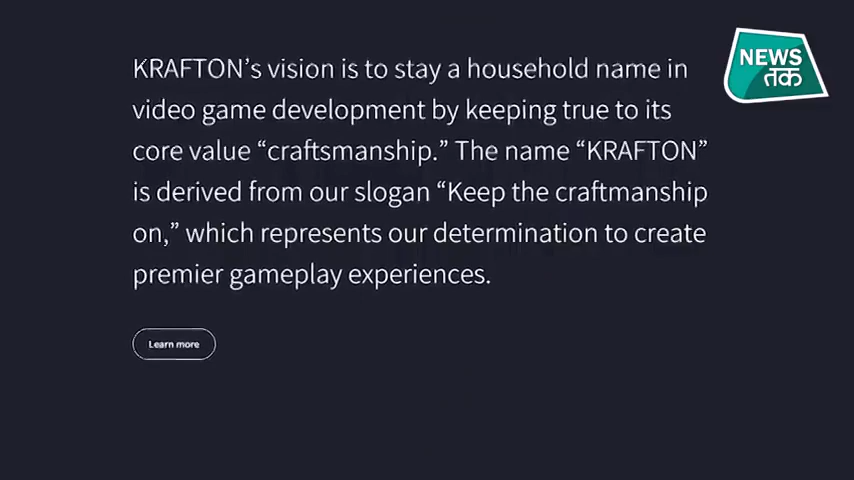 NEWS
तक
KRAFTON’s vision is to stay a household name in
video game development by keeping true to its
core value “craftsmanship.” The name “KRAFTON”
is derived from our slogan “Keep the craftmanship
on,” which represents our determination to create
premier gameplay experiences.
Learn more